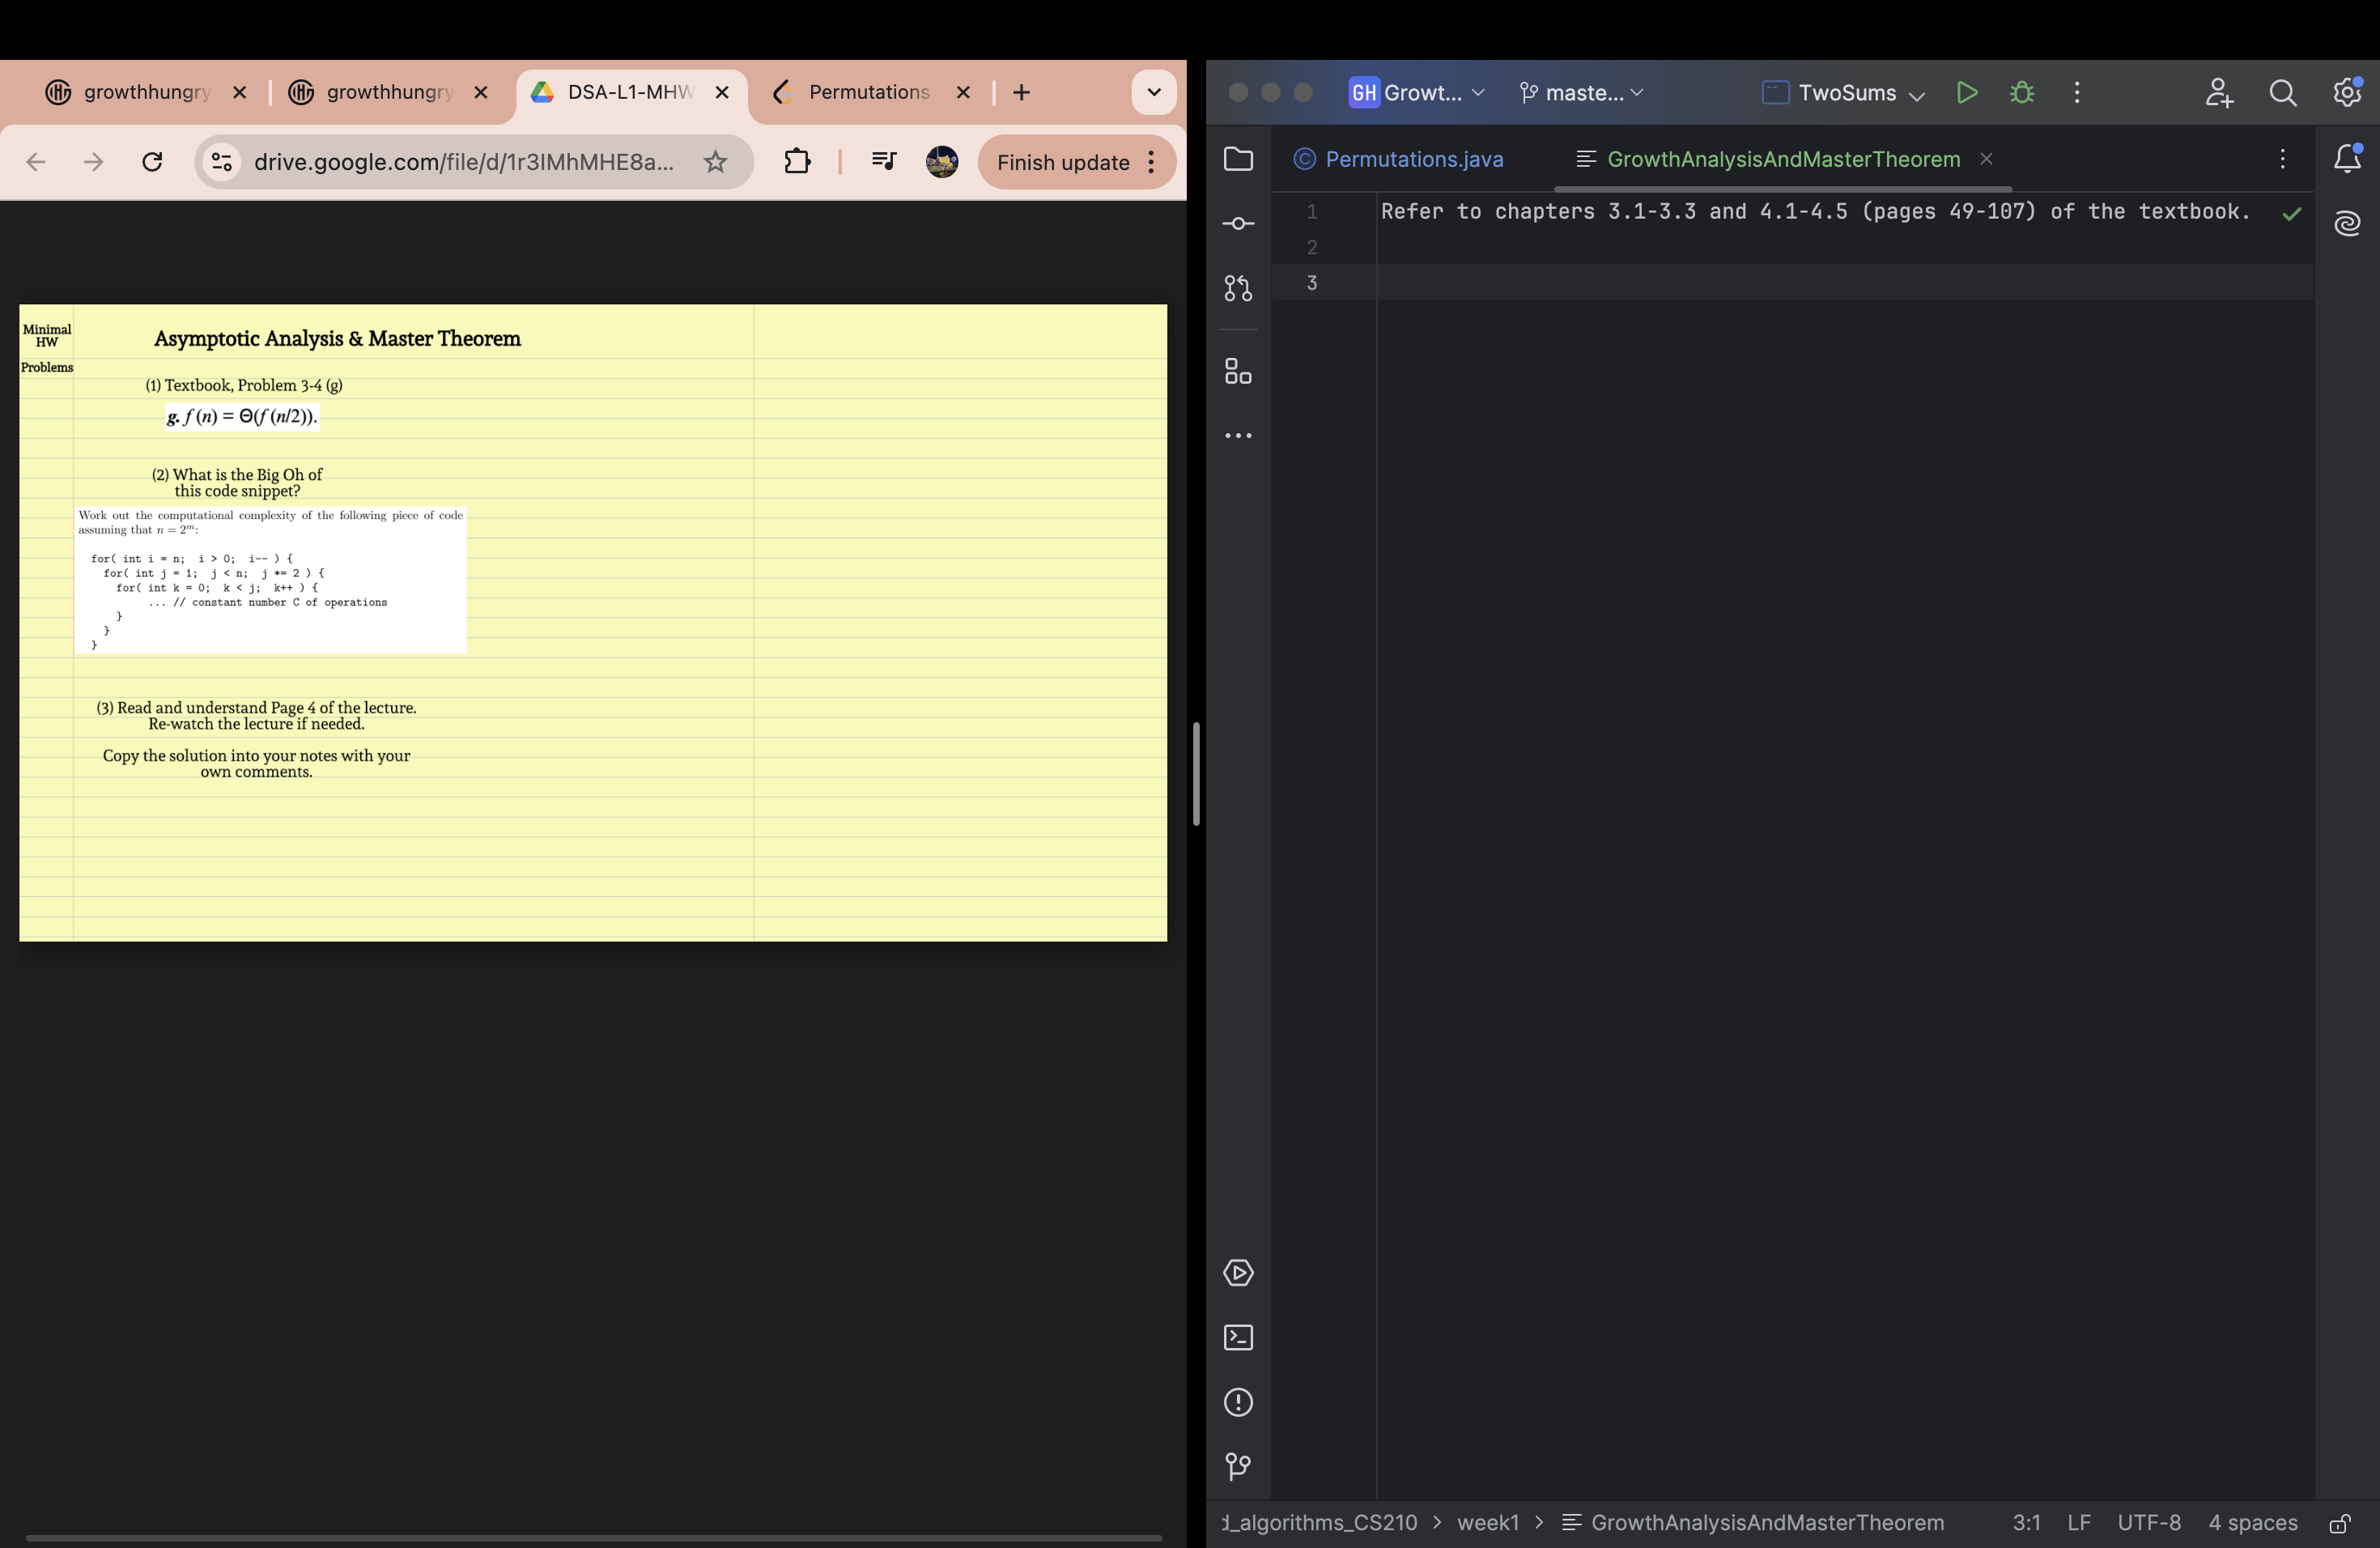 growthhungry
growthhungry
DSA-L1-MHW
Permutations
drive.google.com/file/d/1r3IMhMHE8a...
Finish update
Minimal
HW
Problems
Asymptotic Analysis & Master Theorem
(1) Textbook, Problem 3-4 (g)
g. f (n) = Θ(f (n/2)).
(2) What is the Big Oh of
this code snippet?
Work out the computational complexity of the following piece of code
assuming that n = 2ᵐ:
for( int i = n; i > 0; i-- ) {
for( int j = 1; j < n; j *= 2 ) {
for( int k = 0; k < j; k++ ) {
... // constant number C of operations
}
}
}
(3) Read and understand Page 4 of the lecture.
Re-watch the lecture if needed.
Copy the solution into your notes with your
own comments.
GH Growt... maste... TwoSums
Permutations.java GrowthAnalysisAndMasterTheorem
1 Refer to chapters 3.1-3.3 and 4.1-4.5 (pages 49-107) of the textbook.
2
3
d_algorithms_CS210 > week1 > GrowthAnalysisAndMasterTheorem 3:1 LF UTF-8 4 spaces